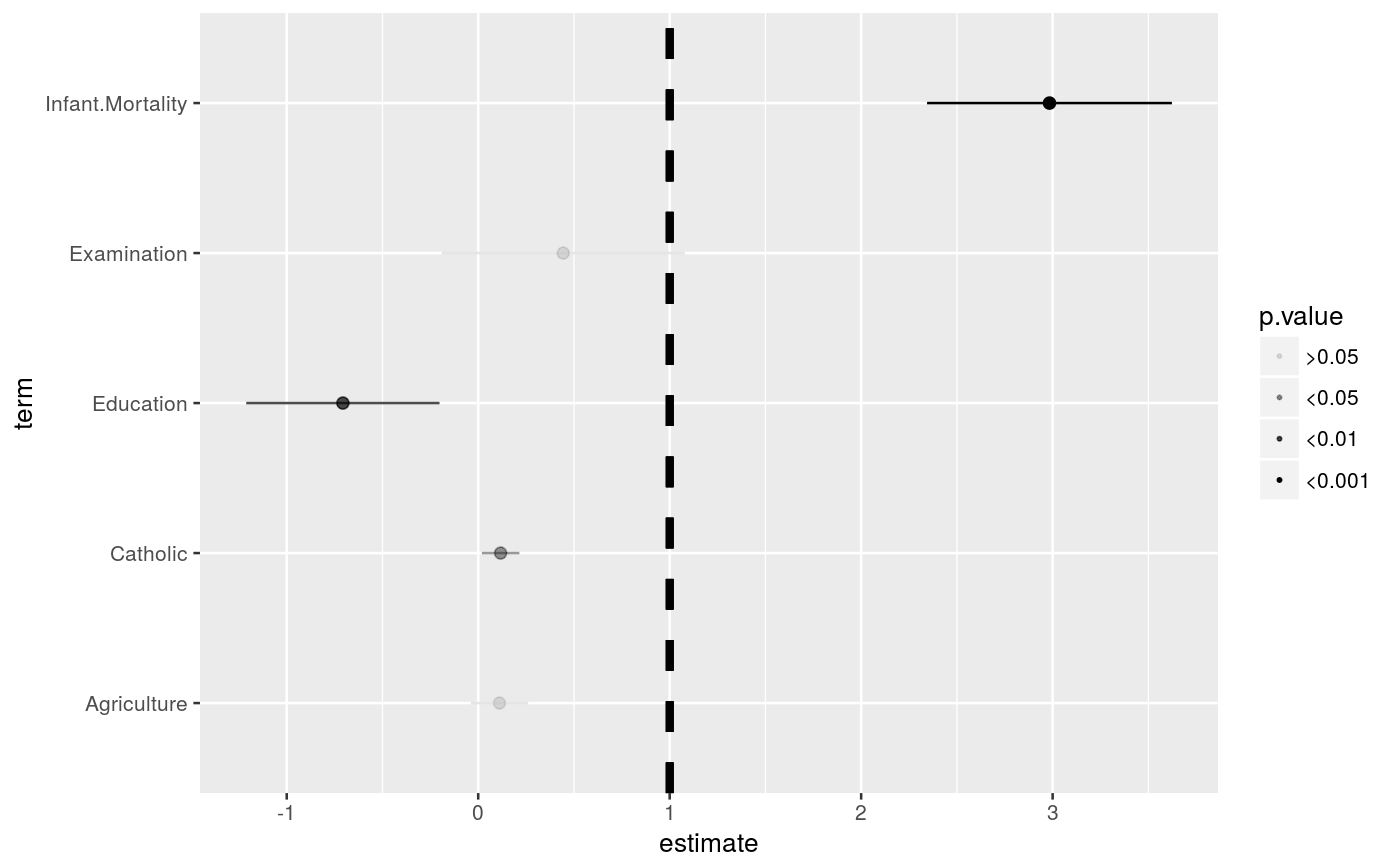 Infant.Mortality
Examination
Education
Catholic
Agriculture
term
-1
0
1
2
3
estimate
p.value
>0.05
<0.05
<0.01
<0.001